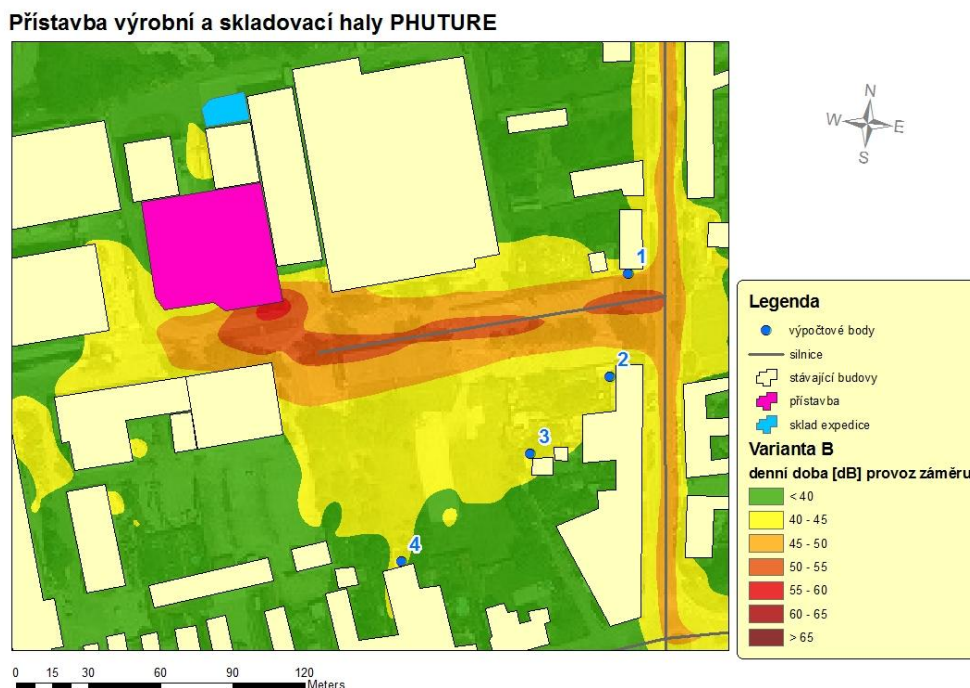 Přístavba výrobní a skladovací haly PHUTURE
N
W
E
S
1
2
3
4
Legenda
výpočtové body
silnice
stávající budovy
přístavba
sklad expedice
Varianta B
denní doba [dB] provoz záměru
< 40
40 - 45
45 - 50
50 - 55
55 - 60
60 - 65
> 65
0 15 30 60 90 120
Meters